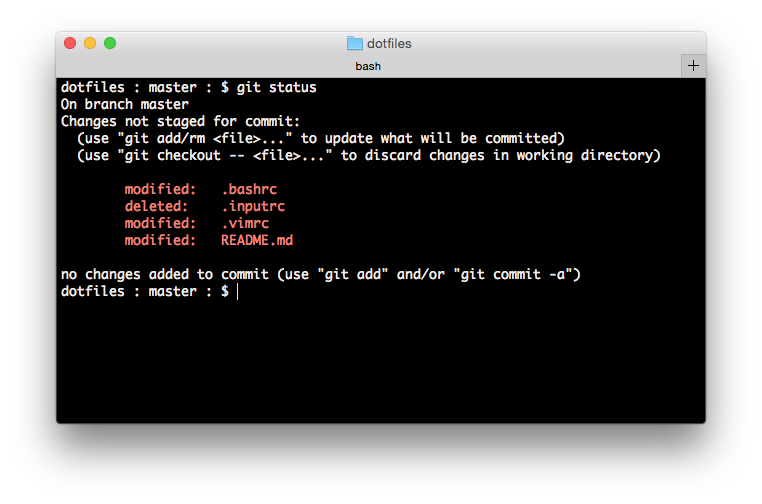 dotfiles
bash
+
dotfiles : master : $ git status
On branch master
Changes not staged for commit:
  (use "git add/rm <file>..." to update what will be committed)
  (use "git checkout -- <file>..." to discard changes in working directory)
        modified:   .bashrc
        deleted:    .inputrc
        modified:   .vimrc
        modified:   README.md
no changes added to commit (use "git add" and/or "git commit -a")
dotfiles : master : $